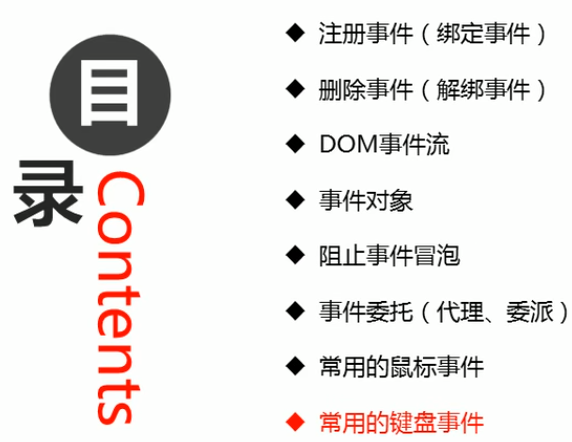 目录
Contents
◆ 注册事件（绑定事件）
◆ 删除事件（解绑事件）
◆ DOM事件流
◆ 事件对象
◆ 阻止事件冒泡
◆ 事件委托（代理、委派）
◆ 常用的鼠标事件
◆ 常用的键盘事件